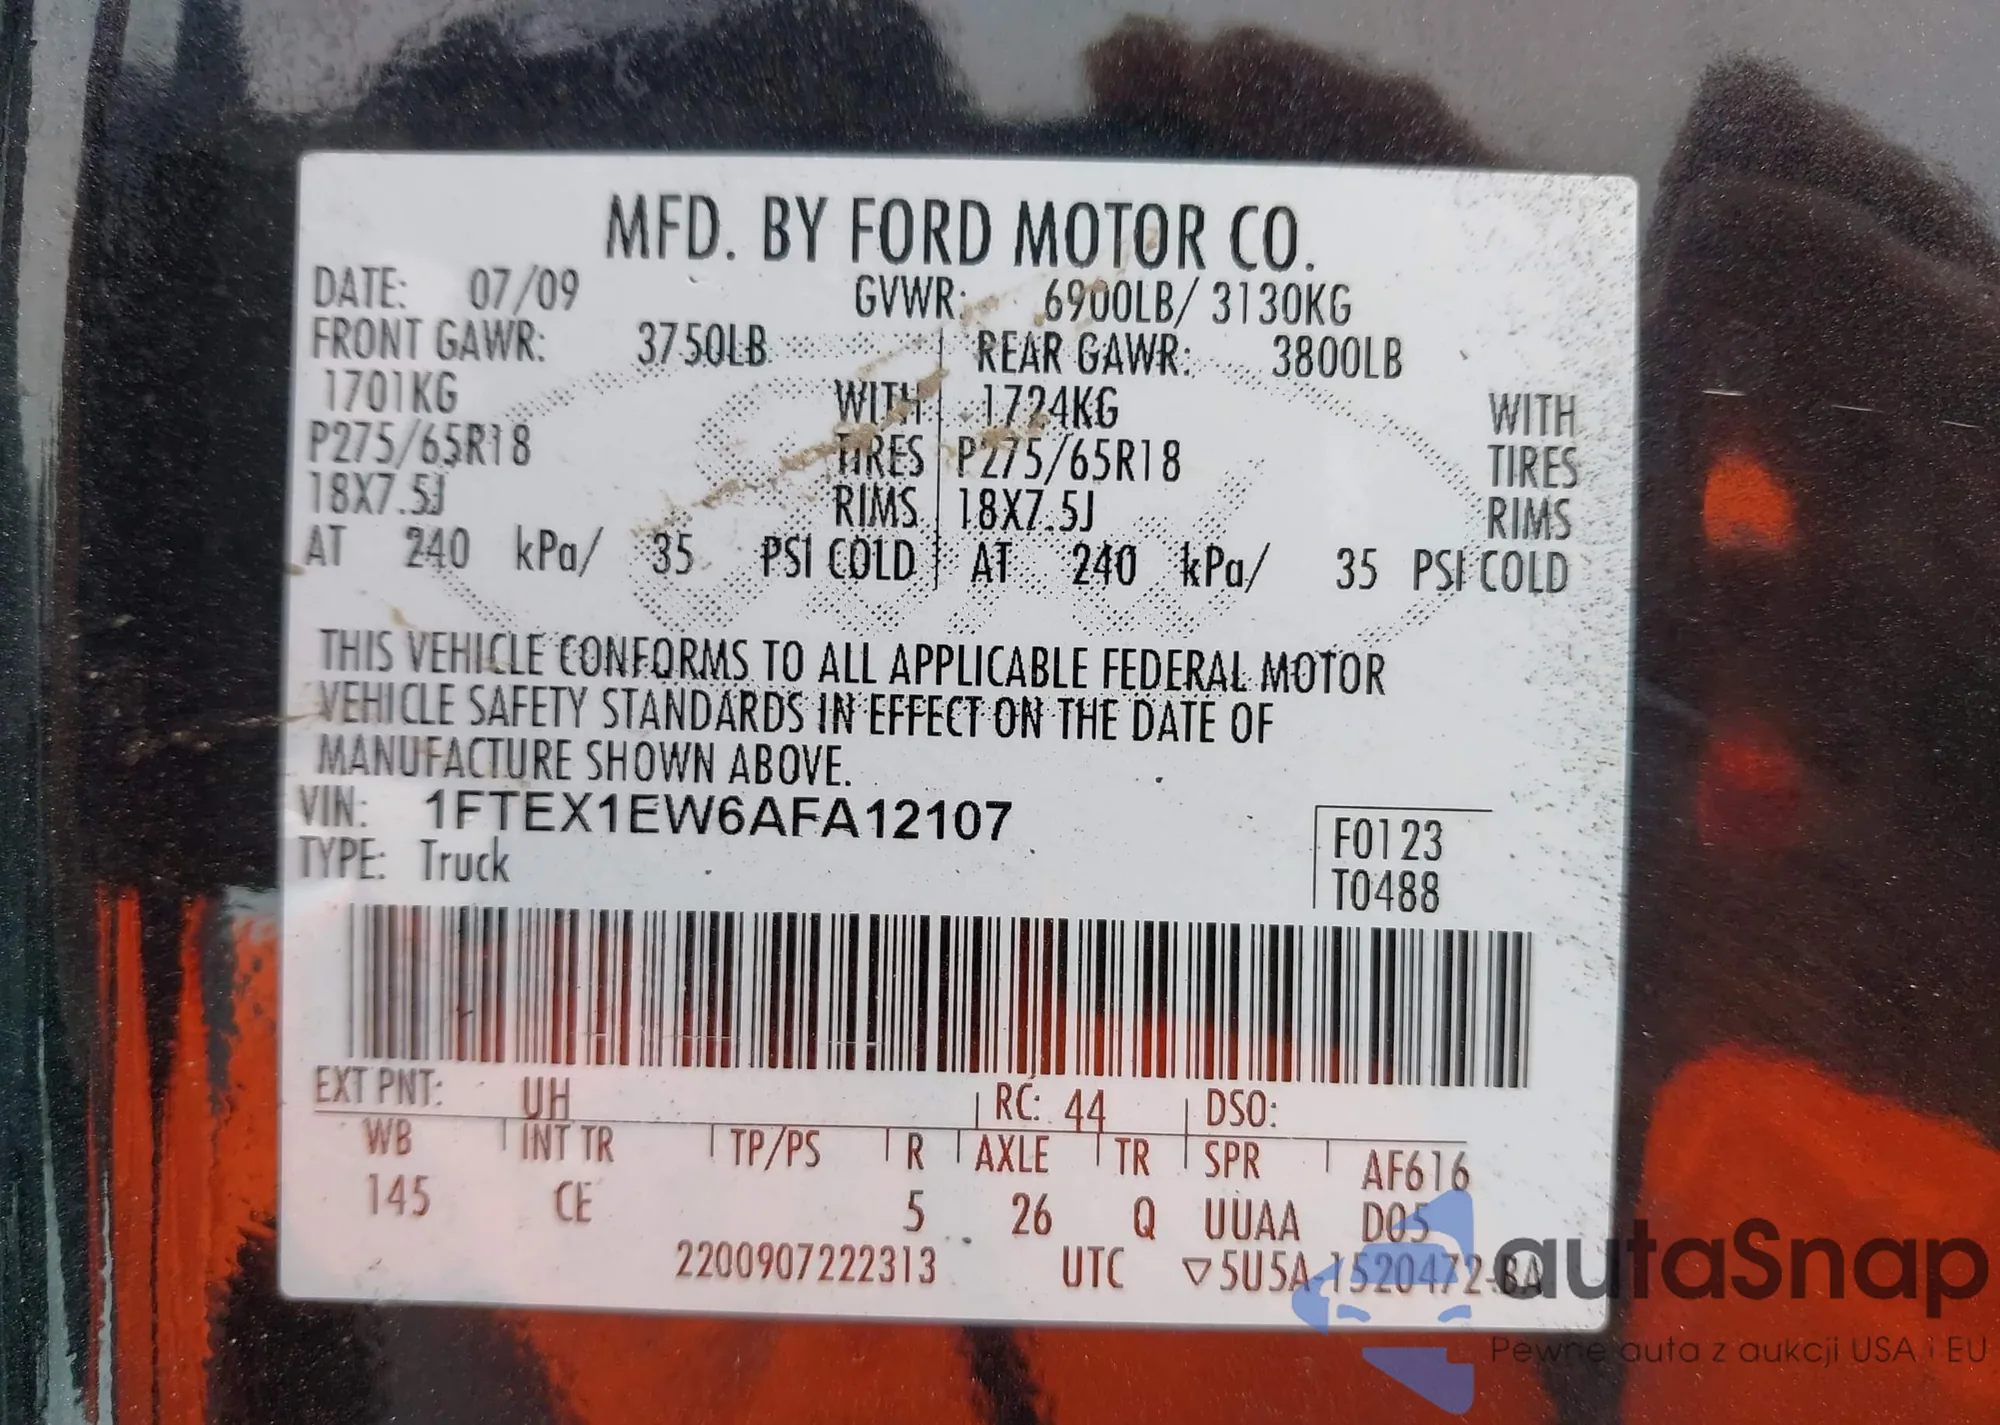 MFD. BY FORD MOTOR CO.
DATE: 07/09 GVWR: 6900LB/ 3130KG
FRONT GAWR: 3750LB REAR GAWR: 3800LB
1701KG WITH 1724KG WITH
P275/65R18 TIRES P275/65R18 TIRES
18X7.5J RIMS 18X7.5J RIMS
AT 240 kPa/ 35 PSI COLD AT 240 kPa/ 35 PSI COLD
THIS VEHICLE CONFORMS TO ALL APPLICABLE FEDERAL MOTOR
VEHICLE SAFETY STANDARDS IN EFFECT ON THE DATE OF
MANUFACTURE SHOWN ABOVE.
VIN: 1FTEX1EW6AFA12107
TYPE: Truck
F0123
T0488
EXT PNT: UH RC: 44 DSO:
WB INT TR TP/PS R AXLE TR SPR AF616
145 CE 5 26 Q UUAA D05
2200907222313 UTC ▽5U5A-1520472-BA
autaSnap
Pewne auta z aukcji USA i EU